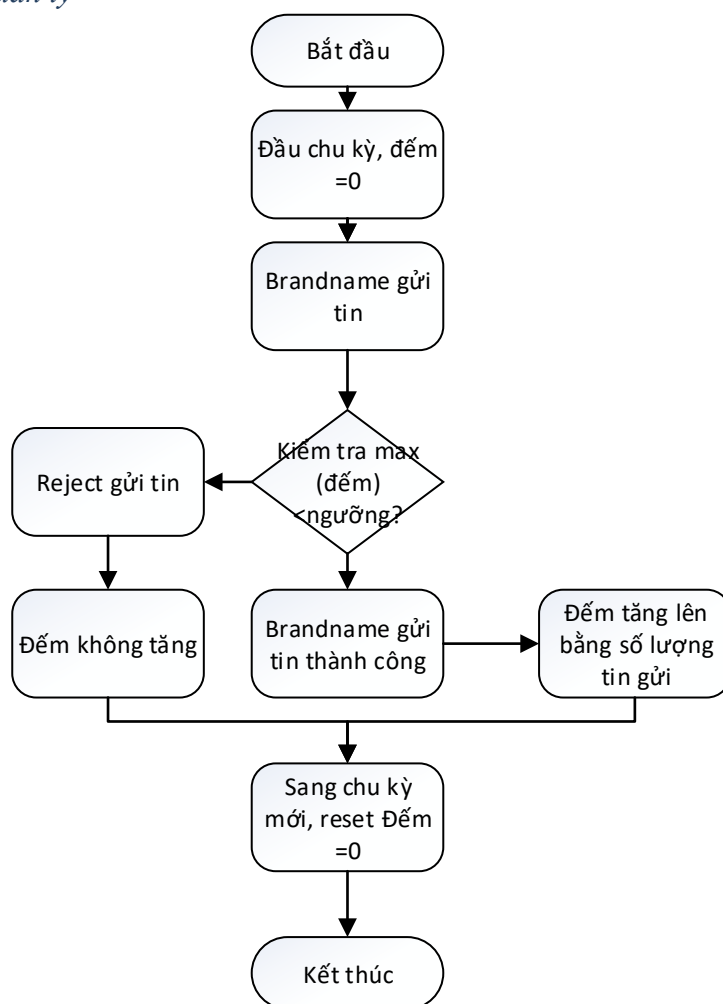 Bắt đầu
Đầu chu kỳ, đếm
=0
Brandname gửi
tin
Kiểm tra max
(đếm)
<ngưỡng?
Reject gửi tin
Đếm không tăng
Brandname gửi
tin thành công
Đếm tăng lên
bằng số lượng
tin gửi
Sang chu kỳ
mới, reset Đếm
=0
Kết thúc